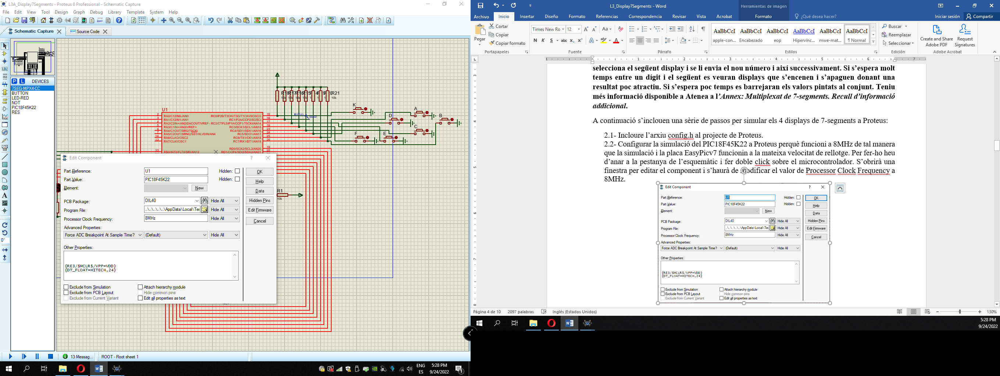 L3A_Display7Segments - Proteus 8 Professional - Schematic Capture
File Edit View Tool Design Graph Debug Library Template System Help
Schematic Capture
Source Code
P L DEVICES
7SEG-MPX4-CC
BUTTON
LED-RED
NOT
PIC18F45K22
RES
U1
RA0/C12IN0-/AN0
RA1/C12IN1-/AN1
RA2/C2IN+/AN2/DACOUT/VREF-
RA3/C1IN+/AN3/VREF+
RA4/C1OUT/SRQ/T0CKI
RA5/C2OUT/SRNQ/SS1/HLVDIN/AN4
RA6/CLKO/OSC2
RA7/CLKI/OSC1
RB0/INT0/FLT0/SRI/AN12
RC0/P2B/T3CKI/T3G/T1CKI/SOSCO
RC1/P2A/CCP2/SOSCI
RC2/CTPLS/P1A/CCP1/T5CKI/AN14
RC3/SCK1/SCL1/AN15
RC4/SDI1/SDA1/AN16
RC5/SDO1/AN17
RC6/TX1/CK1/AN18
RC7/RX1/DT1/AN19
RD0/SCK2/SCL2/AN20
RD1/CCP4/SDI2/SDA2/AN21
2
3
4
5
6
7
14
13
33
15
16
17
18
23
24
25
26
19
20
R21
10k
K
A
D
B
C
F
E
R1
10k
Edit Component
Part Reference: U1 Hidden:
Part Value: PIC18F45K22 Hidden:
Element: New
PCB Package: DIL40 Hide All
Program File: ..\..\..\..\..\AppData\Local\Ter Hide All
Processor Clock Frequency: 8MHz Hide All
Advanced Properties:
Force ADC Breakpoint At Sample Time? (Default) Hide All
Other Properties:
{RE3/$MCLR$/VPP=VDD}
{DT_FLOAT=HITECH,24}
Exclude from Simulation Attach hierarchy module
Exclude from PCB Layout Hide common pins
Exclude from Current Variant Edit all properties as text
OK
Help
Data
Hidden Pins
Edit Firmware
Cancel
0°
13 Messag... ROOT - Root sheet 1
ENG
ES
5:28 PM
9/24/2022
L3_Display7Segments - Word
Herramientas de imagen
Archivo Inicio Insertar Diseño Formato Referencias Correspondencia Revisar Vista Acrobat Formato ¿Qué desea hacer? Iniciar sesión Compartir
Pegar
Cortar
Copiar
Copiar formato
Portapapeles
Times New Ro 12
N K S abc x₂ x²
Fuente
Párrafo
AaBbCcI AaBbCcI AaBbCcI AaBbCcI AaBbCcI AaBbCcI
apple-con... Encabezado eop Hipervínc... mwe-mat... ¶ Normal
Estilos
Buscar
Reemplazar
Seleccionar
Edición
Create and Share Adobe PDF
Request Signatures
Adobe Acrobat
selecciona el següent display i se li envia el nou número i així successivament. Si s’espera molt
temps entre un dígit i el següent es veuran displays que s’encenen i s’apaguen donant una
resultat poc atractiu. Si s’espera poc temps es barrejaran els valors pintats al conjunt. Teniu
més informació disponible a Atenea a l’Annex: Multiplexat de 7-segments. Recull d’informació
addicional.
A continuació s’inclouen una sèrie de passos per simular els 4 displays de 7-segments a Proteus:
2.1- Incloure l’arxiu config.h al projecte de Proteus.
2.2- Configurar la simulació del PIC18F45K22 a Proteus perquè funcioni a 8MHz de tal manera
que la simulació i la placa EasyPicv7 funcionin a la mateixa velocitat de rellotge. Per fer-ho heu
d’anar a la pestanya de l’esquemàtic i fer doble click sobre el microcontrolador. S’obrirà una
finestra per editar el component i s’haurà de modificar el valor de Processor Clock Frequency a
8MHz.
Edit Component
Part Reference: U1 Hidden:
Part Value: PIC18F45K22 Hidden:
Element: New
PCB Package: DIL40 Hide All
Program File: ..\..\..\..\..\AppData\Local\Ter Hide All
Processor Clock Frequency: 8MHz Hide All
Advanced Properties:
Force ADC Breakpoint At Sample Time? (Default) Hide All
Other Properties:
{RE3/$MCLR$/VPP=VDD}
{DT_FLOAT=HITECH,24}
Exclude from Simulation Attach hierarchy module
Exclude from PCB Layout Hide common pins
Exclude from Current Variant Edit all properties as text
OK
Help
Data
Hidden Pins
Edit Firmware
Cancel
Página 4 de 10 2097 palabras Inglés (Estados Unidos) 130%
5:28 PM
9/24/2022